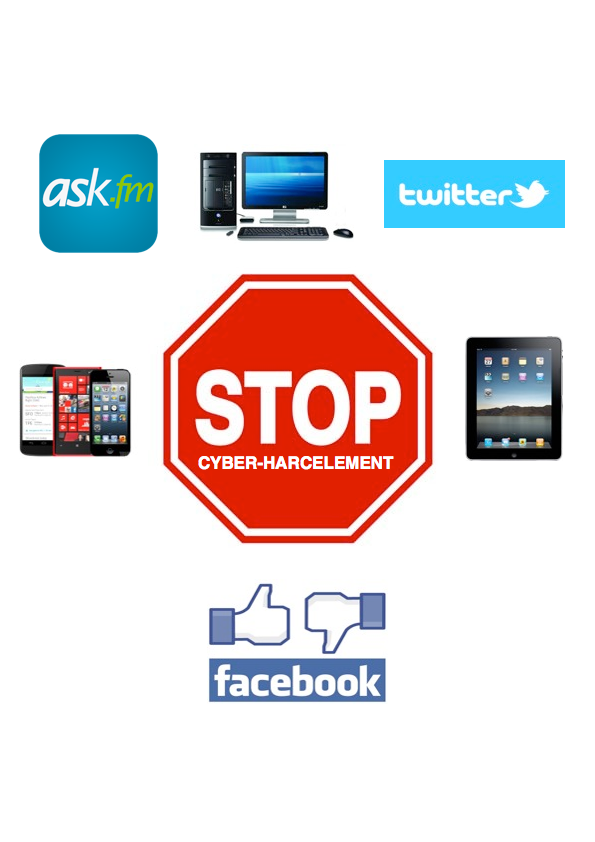 ask.fm
twitter
STOP
CYBER-HARCELEMENT
facebook